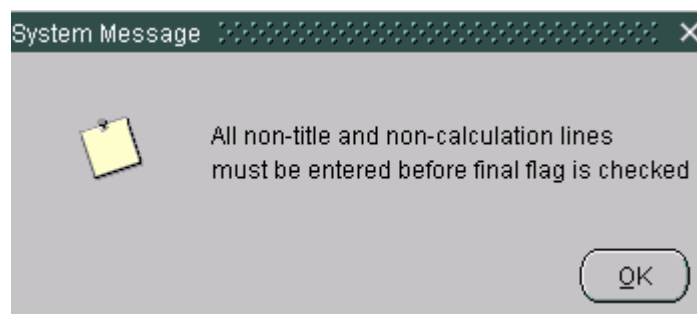 System Message
All non-title and non-calculation lines
must be entered before final flag is checked
OK